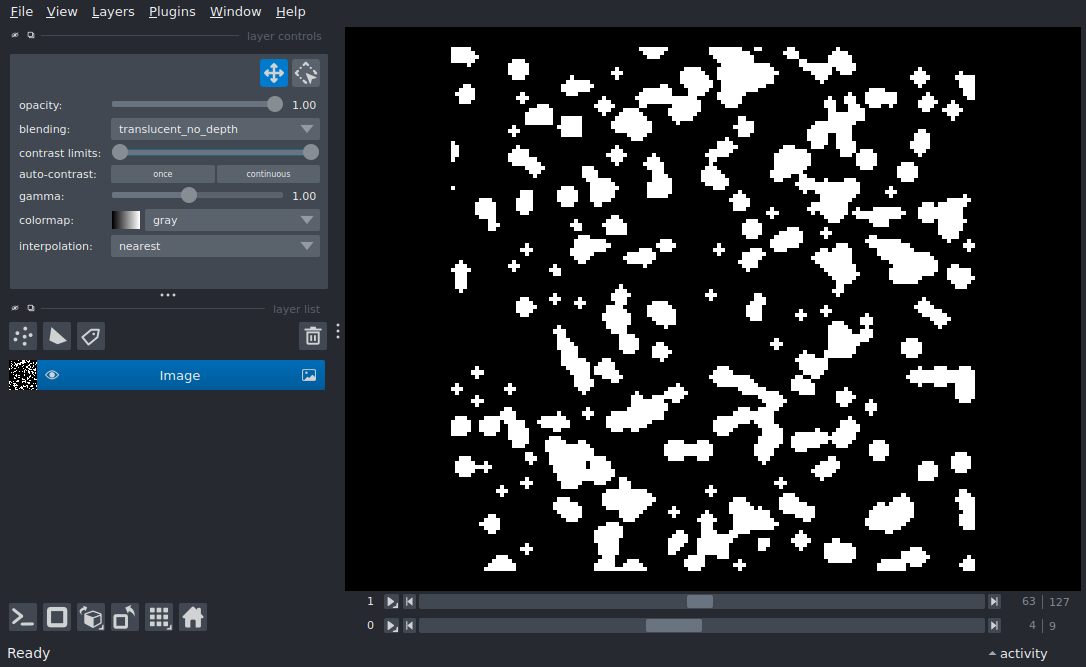 File View Layers Plugins Window Help
layer controls
opacity: 1.00
blending: translucent_no_depth
contrast limits:
auto-contrast: once continuous
gamma: 1.00
colormap: gray
interpolation: nearest
layer list
Image
1 63 127
0 4 9
Ready activity